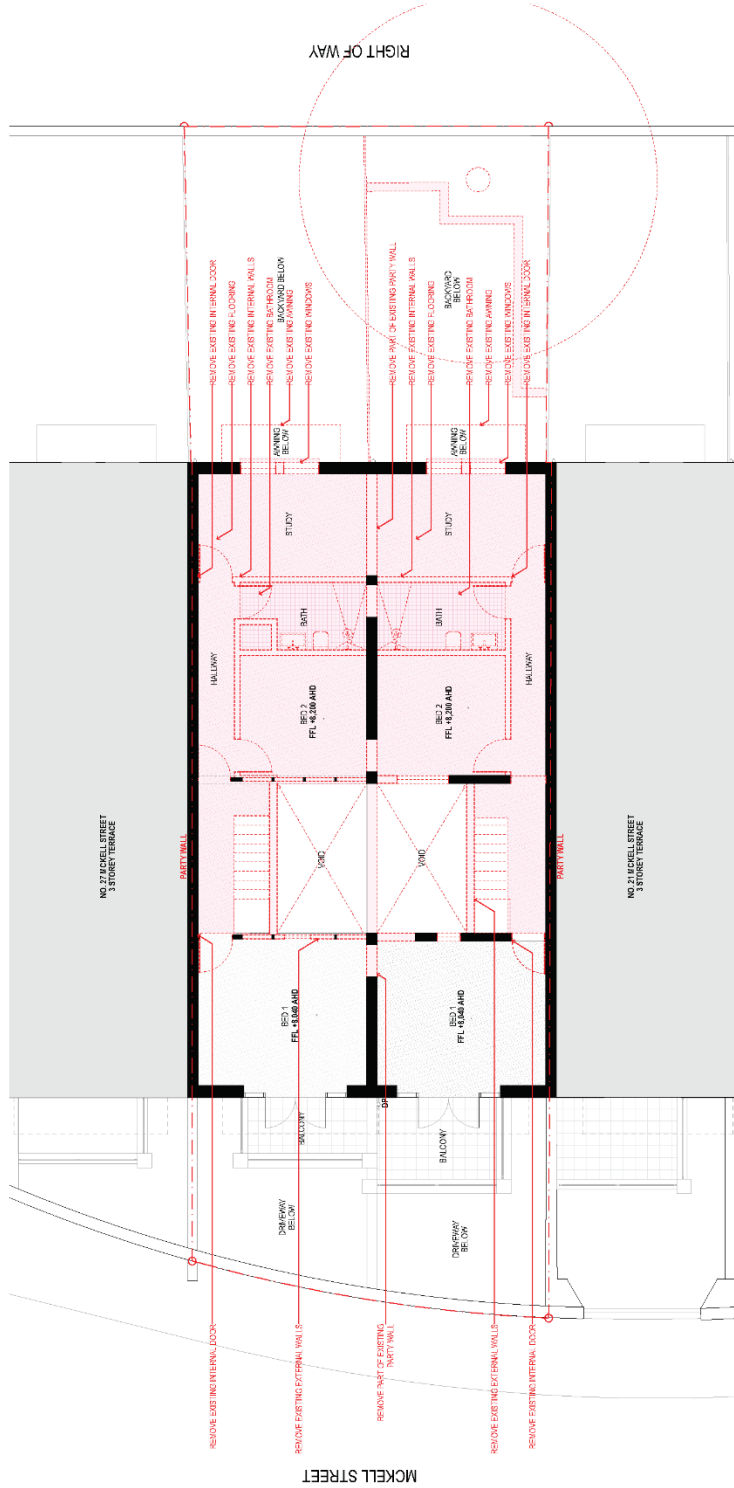 RIGHT OF WAY
REMOVE EXISTING INTERNAL DOOR
REMOVE EXISTING FLOORING
REMOVE EXISTING INTERNAL WALLS
REMOVE EXISTING BATHROOM
BACKYARD BELOW
REMOVE EXISTING AWNING
REMOVE EXISTING WINDOWS
REMOVE PART OF EXISTING PARTY WALL
REMOVE EXISTING INTERNAL WALLS
REMOVE EXISTING FLOORING
BACKYARD
BELOW
REMOVE EXISTING BATHROOM
REMOVE EXISTING AWNING
REMOVE EXISTING WINDOWS
REMOVE EXISTING INTERNAL DOOR
AWNING
BELOW
AWNING
BELOW
STUDY
STUDY
BATH
BATH
HALLWAY
HALLWAY
BED 2
FFL +8,200 AHD
BED 2
FFL +8,200 AHD
NO. 27 MCKELL STREET
3 STOREY TERRACE
PARTY WALL
VOID
VOID
PARTY WALL
NO. 21 MCKELL STREET
3 STOREY TERRACE
BED 1
FFL +8,040 AHD
BED 1
FFL +8,040 AHD
DP
BALCONY
BALCONY
DRIVEWAY
BELOW
DRIVEWAY
BELOW
REMOVE EXISTING INTERNAL DOOR
REMOVE EXISTING EXTERNAL WALLS
REMOVE PART OF EXISTING
PARTY WALL
REMOVE EXISTING EXTERNAL WALLS
REMOVE EXISTING INTERNAL DOOR
MCKELL STREET